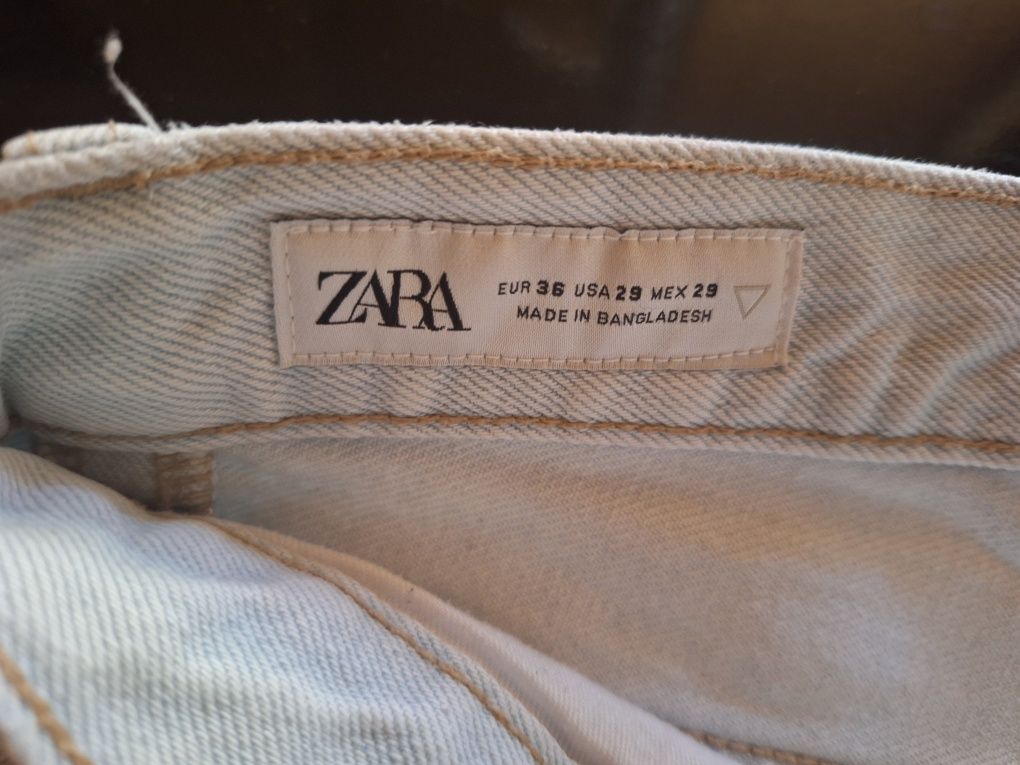 ZARA
EUR 36 USA 29 MEX 29
MADE IN BANGLADESH